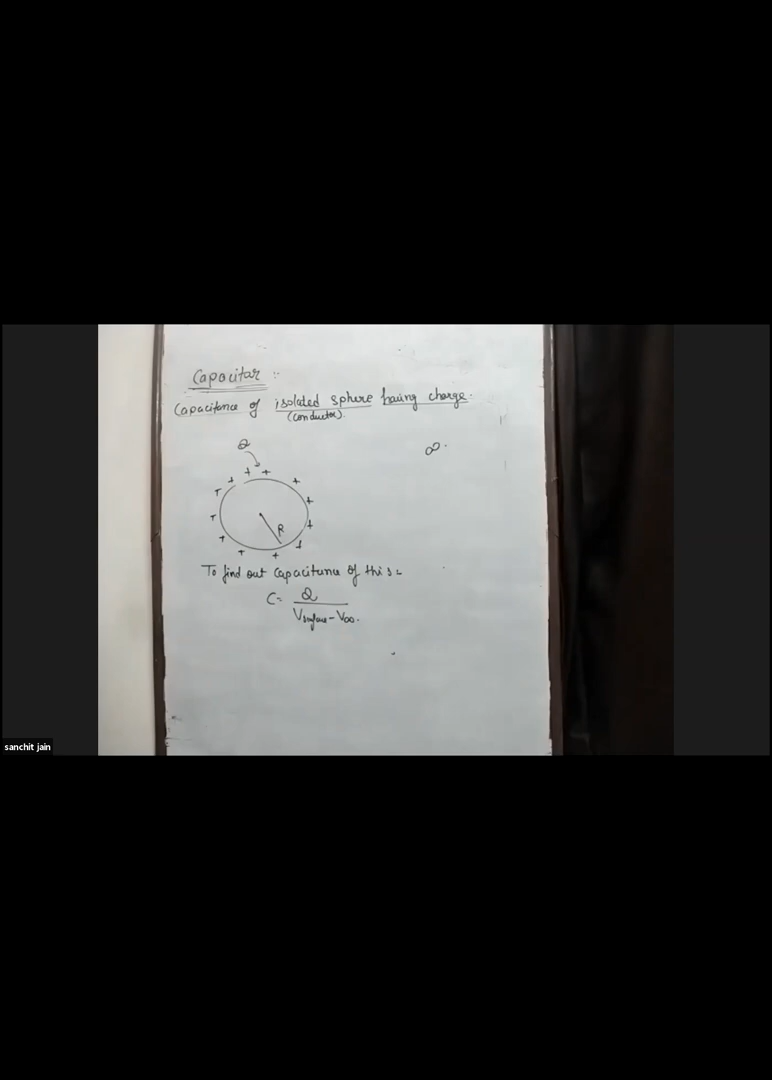 Capacitor :
Capacitance of isolated sphere having charge.
(conductor).
Q
∞.
R
To find out capacitance of this :
C = Q
Vsurface - V∞.
sanchit jain